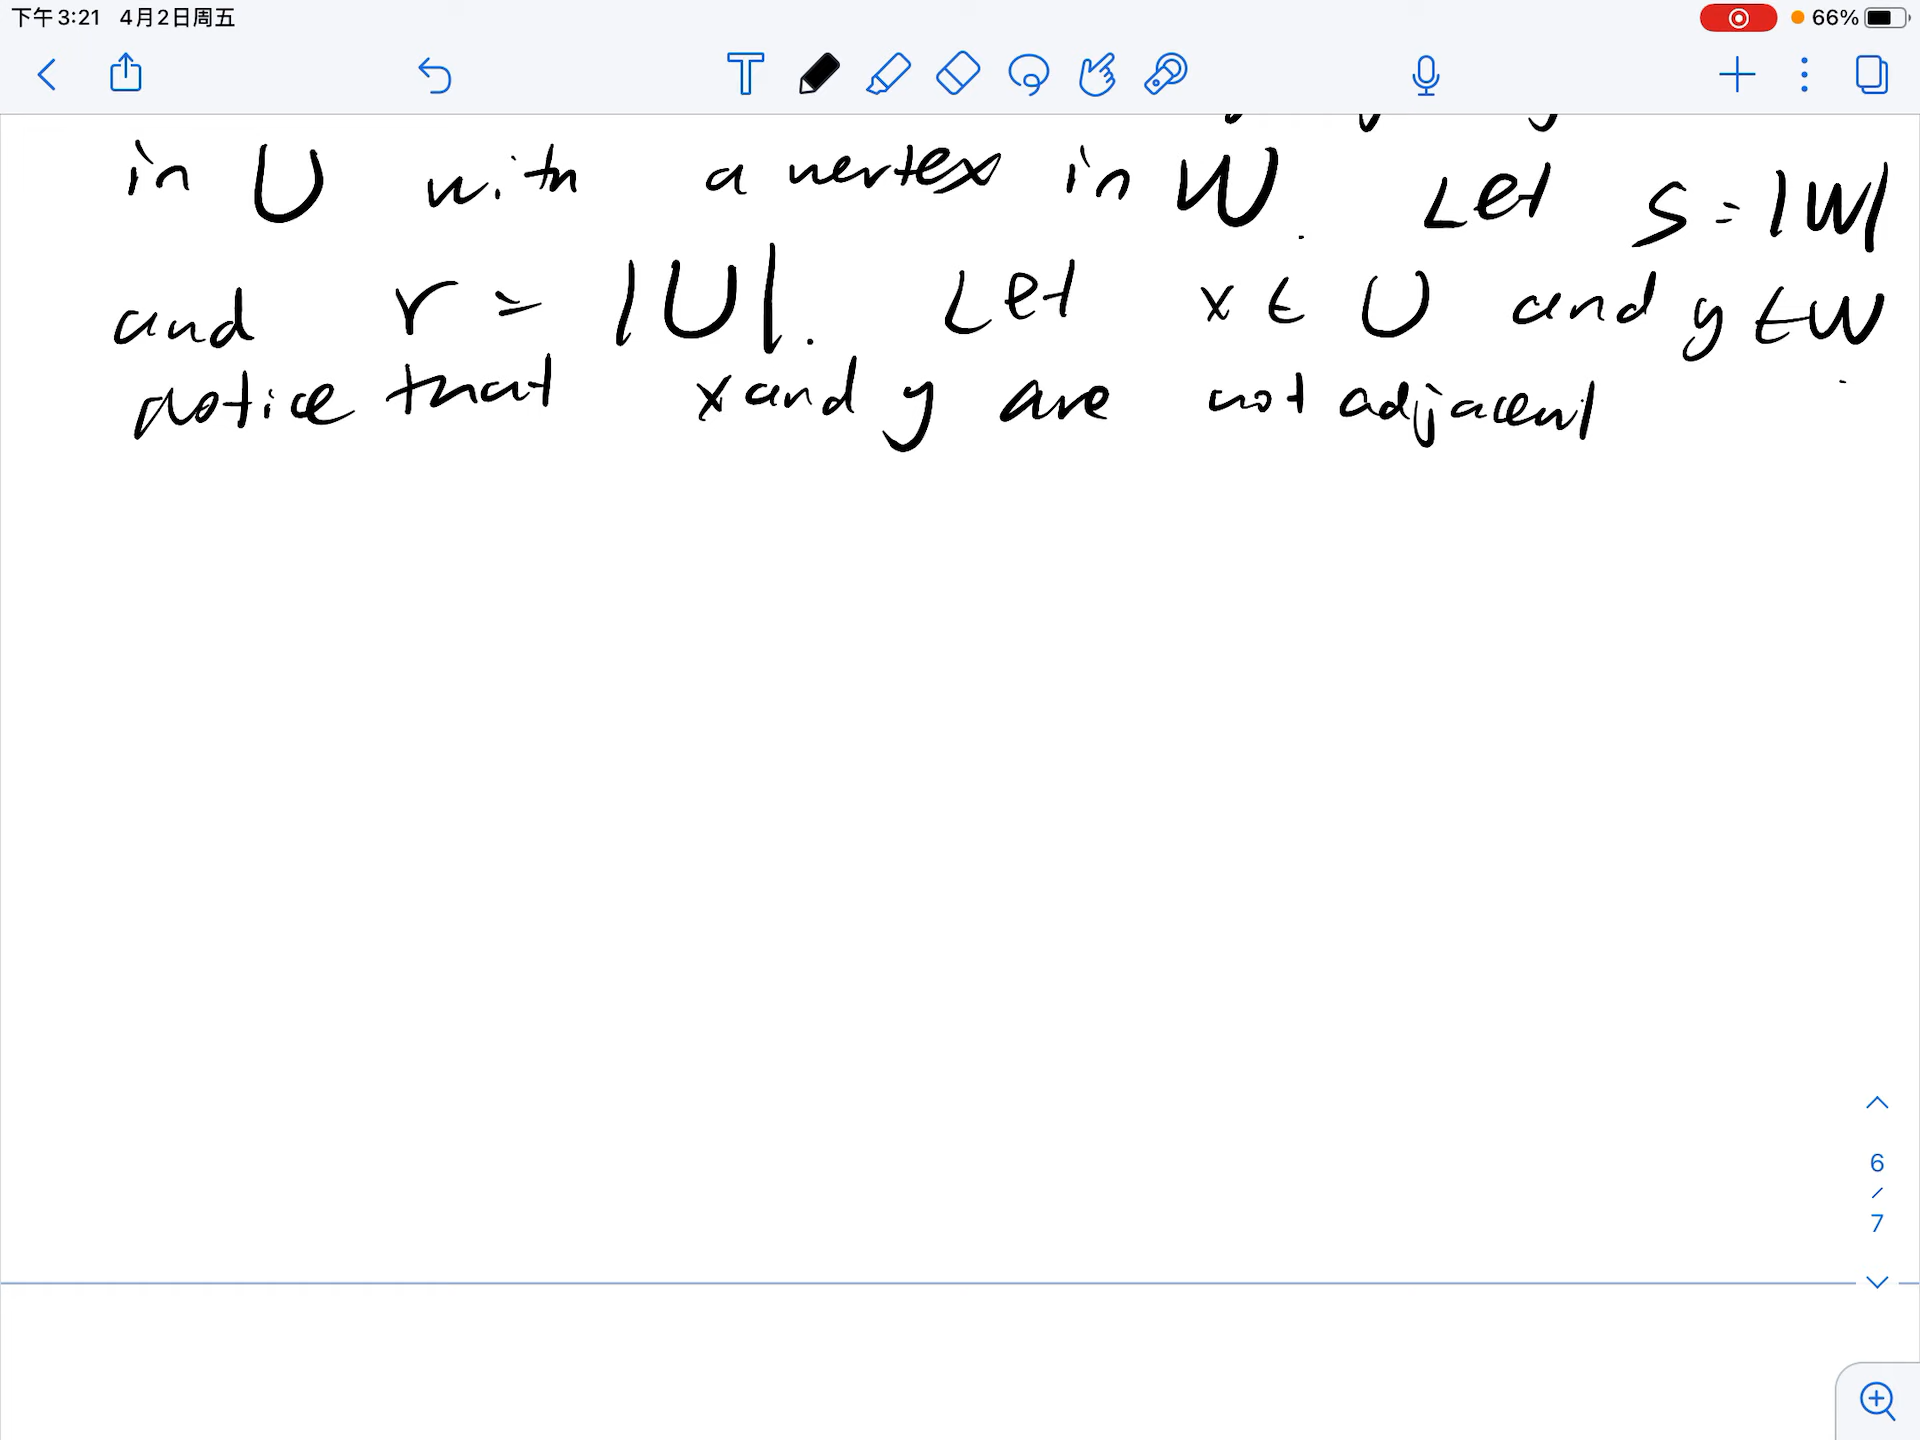 下午3:21 4月2日周五 66%
in U with a vertex in W. Let s = |W|
and r = |U|. Let x ∈ U and y ∈ W.
notice that x and y are not adjacent
6
/
7